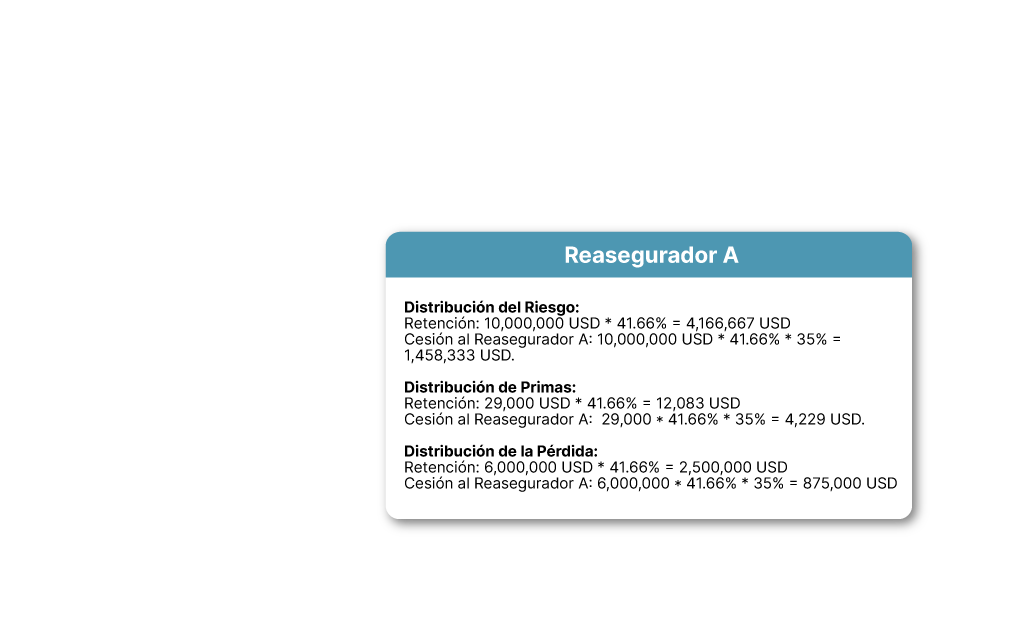 Reasegurador A
Distribución del Riesgo:
Retención: 10,000,000 USD * 41.66% = 4,166,667 USD
Cesión al Reasegurador A: 10,000,000 USD * 41.66% * 35% =
1,458,333 USD.
Distribución de Primas:
Retención: 29,000 USD * 41.66% = 12,083 USD
Cesión al Reasegurador A:  29,000 * 41.66% * 35% = 4,229 USD.
Distribución de la Pérdida:
Retención: 6,000,000 USD * 41.66% = 2,500,000 USD
Cesión al Reasegurador A: 6,000,000 * 41.66% * 35% = 875,000 USD